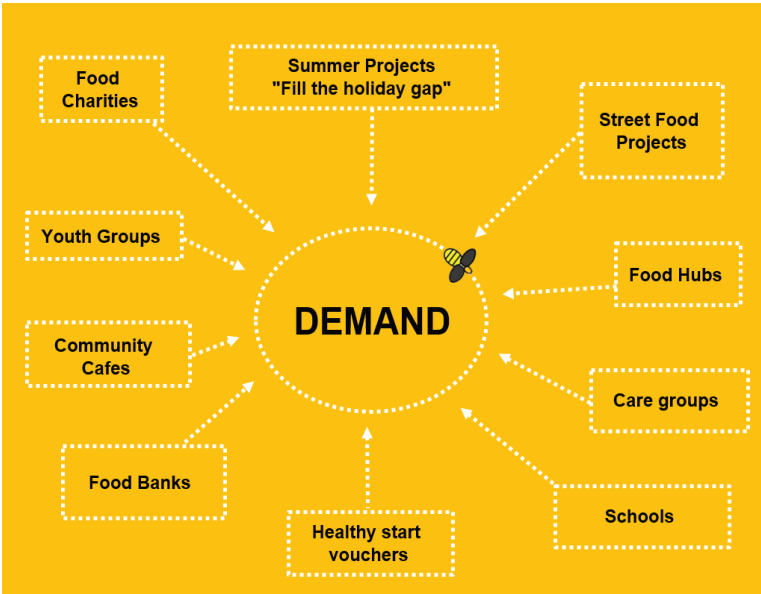 Food
Charities
Summer Projects
"Fill the holiday gap"
Street Food
Projects
Youth Groups
Food Hubs
DEMAND
Community
Cafes
Care groups
Food Banks
Schools
Healthy start
vouchers